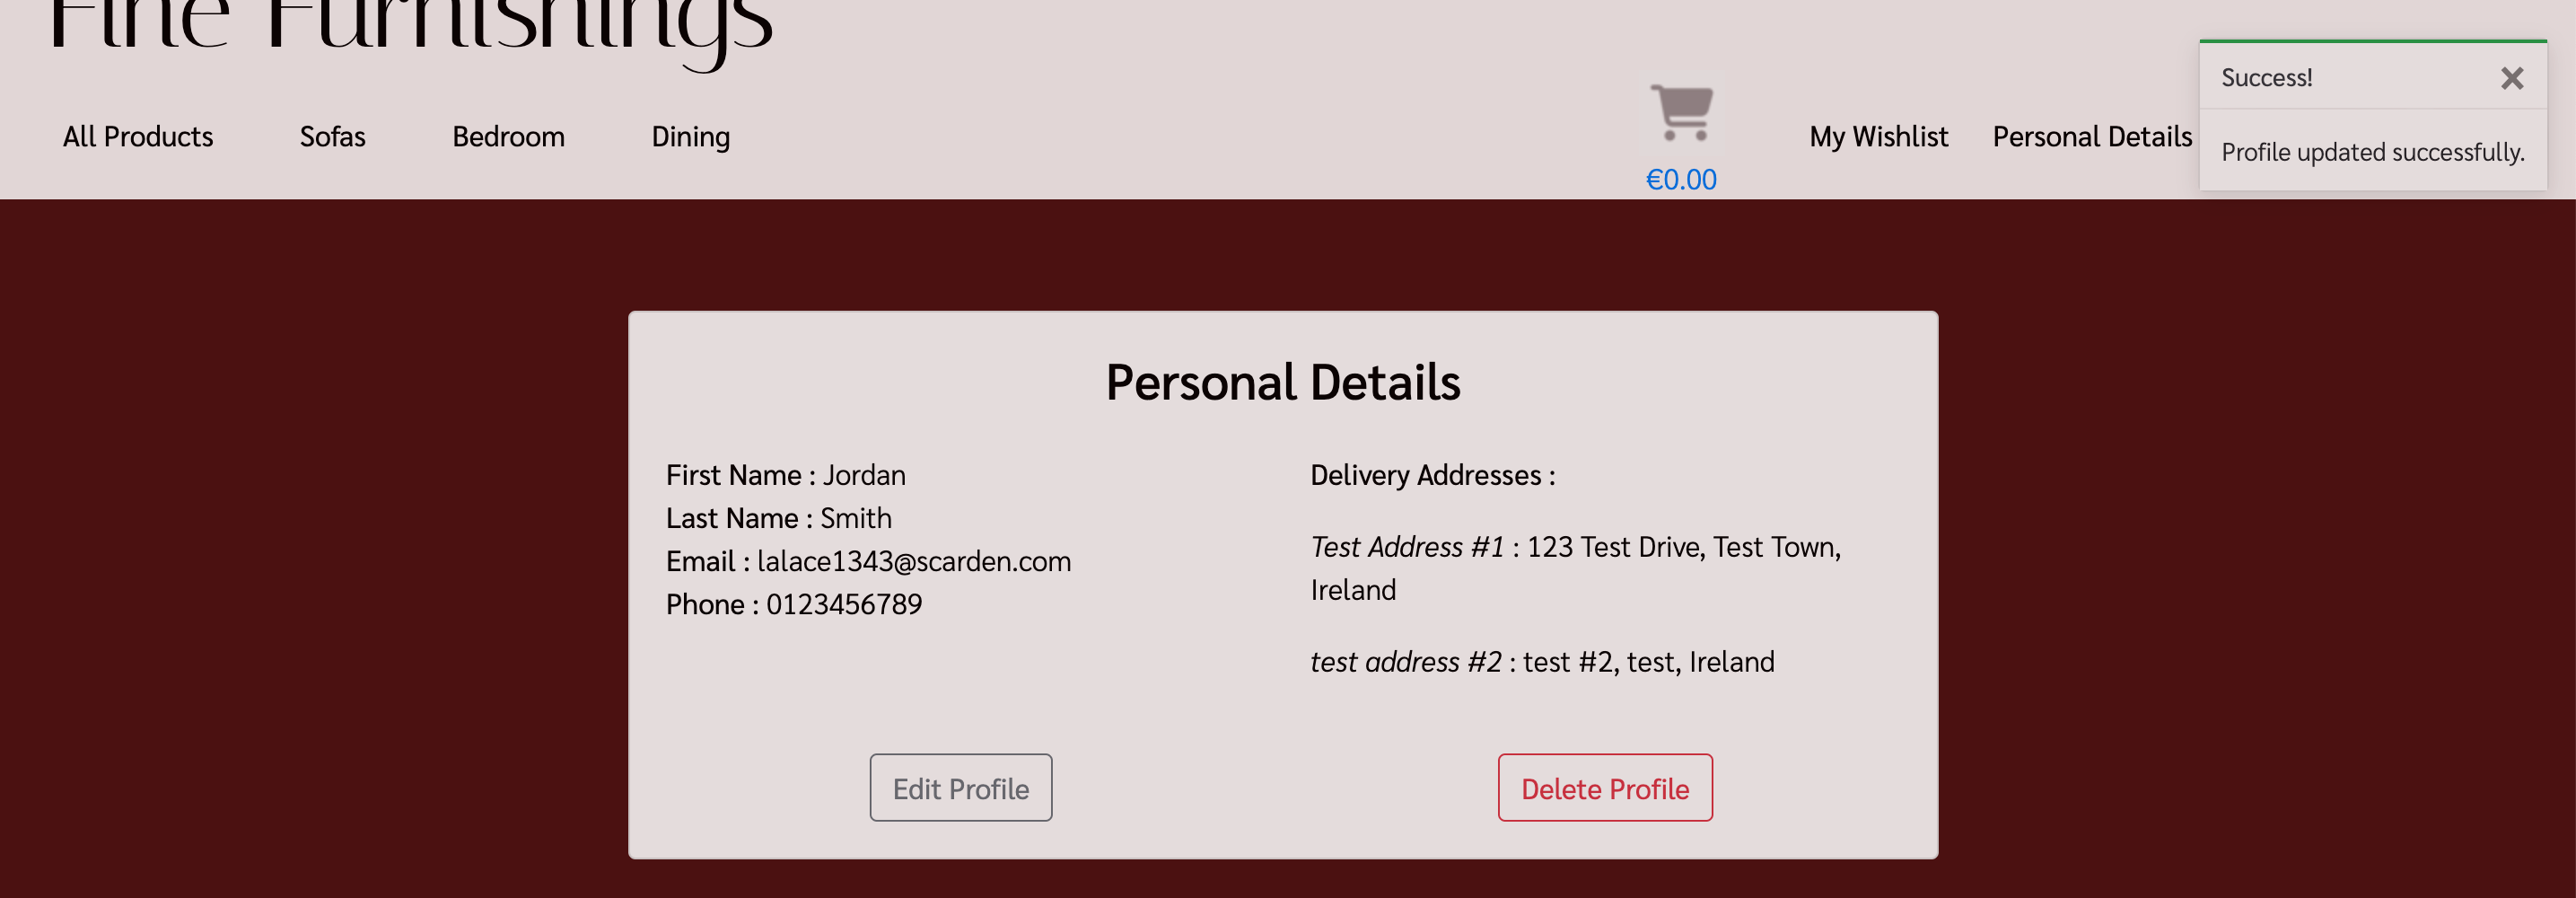 Fine Furnishings
All Products Sofas Bedroom Dining
€0.00
My Wishlist Personal Details
Success!
Profile updated successfully.
Personal Details
First Name : Jordan
Last Name : Smith
Email : lalace1343@scarden.com
Phone : 0123456789
Delivery Addresses :
Test Address #1 : 123 Test Drive, Test Town,
Ireland
test address #2 : test #2, test, Ireland
Edit Profile
Delete Profile